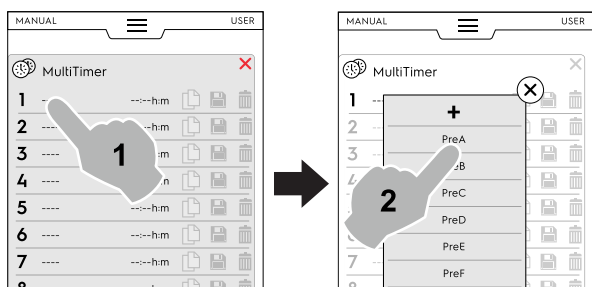 MANUAL USER
MultiTimer
1 -- --:--h:m
2 ---- --:--h:m
3 ---- h:m
4 -- h
5 ---- --:--h:m
6 ---- --:--h:m
7 ---- --:--h:m
1
MANUAL USER
MultiTimer
1 --
2 --
3 --
4
5
7 --
+
PreA
eB
PreC
PreD
PreE
PreF
2